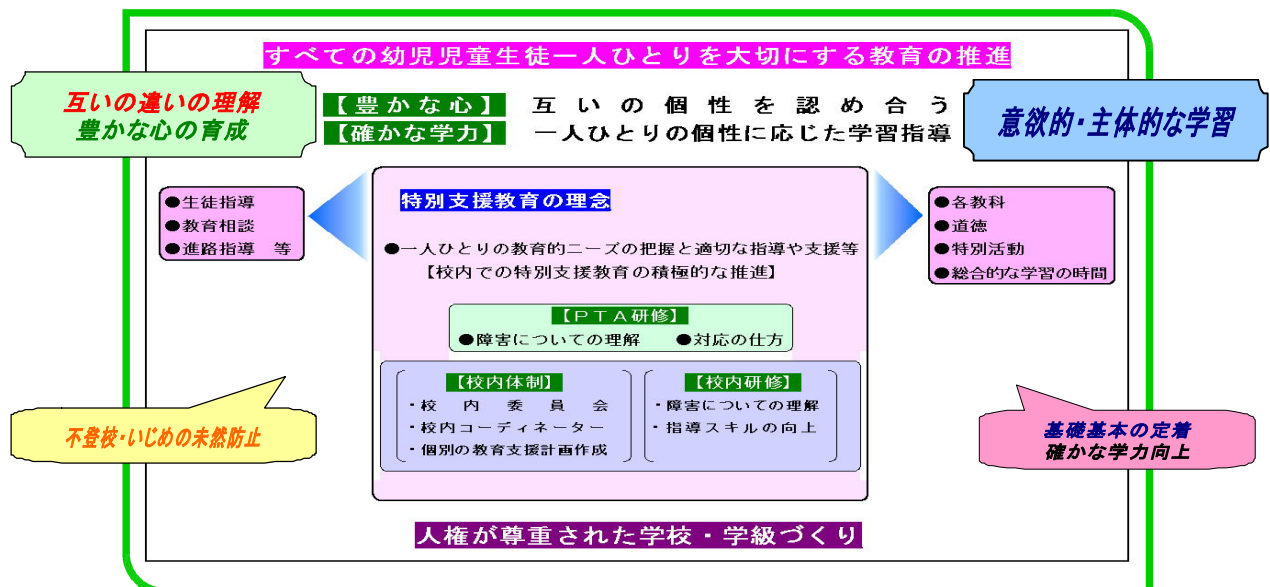 すべての幼児児童生徒一人ひとりを大切にする教育の推進
互いの違いの理解
豊かな心の育成
【豊かな心】 互いの個性を認め合う
【確かな学力】 一人ひとりの個性に応じた学習指導
意欲的・主体的な学習
●生徒指導
●教育相談
●進路指導 等
特別支援教育の理念
●一人ひとりの教育的ニーズの把握と適切な指導や支援等
【校内での特別支援教育の積極的な推進】
●各教科
●道徳
●特別活動
●総合的な学習の時間
【ＰＴＡ研修】
●障害についての理解 ●対応の仕方
【校内体制】
・校内委員会
・校内コーディネーター
・個別の教育支援計画作成
【校内研修】
・障害についての理解
・指導スキルの向上
不登校・いじめの未然防止
基礎基本の定着
確かな学力向上
人権が尊重された学校・学級づくり